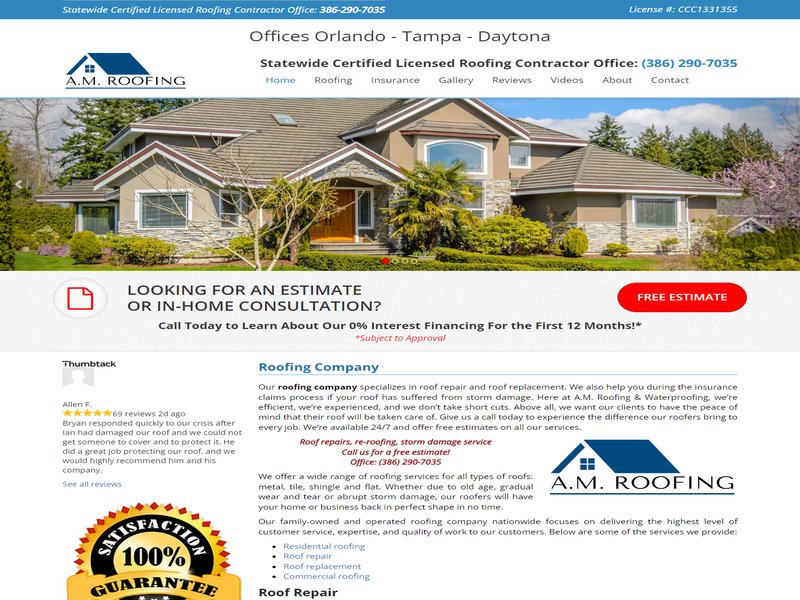 Statewide Certified Licensed Roofing Contractor Office: 386-290-7035
License #: CCC1331355
Offices Orlando - Tampa - Daytona
A.M. ROOFING
Statewide Certified Licensed Roofing Contractor Office: (386) 290-7035
Home Roofing Insurance Gallery Reviews Videos About Contact
LOOKING FOR AN ESTIMATE
OR IN-HOME CONSULTATION?
FREE ESTIMATE
Call Today to Learn About Our 0% Interest Financing For the First 12 Months!*
*Subject to Approval
Thumbtack
Allen F.
69 reviews 2d ago
Bryan responded quickly to our crisis after
Ian had damaged our roof and we could not
get someone to cover and to protect it. He
did a great job protecting our roof. and we
would highly recommend him and his
company.
See all reviews
SATISFACTION
100%
GUARANTEE
Roofing Company
Our roofing company specializes in roof repair and roof replacement. We also help you during the insurance
claims process if your roof has suffered from storm damage. Here at A.M. Roofing & Waterproofing, we're
efficient, we're experienced, and we don't take short cuts. Above all, we want our clients to have the peace of
mind that their roof will be taken care of. Give us a call today to experience the difference our roofers bring to
every job. We're available 24/7 and offer free estimates on all our services.
Roof repairs, re-roofing, storm damage service
Call us for a free estimate!
Office: (386) 290-7035
A.M. ROOFING
We offer a wide range of roofing services for all types of roofs:
metal, tile, shingle and flat. Whether due to old age, gradual
wear and tear or abrupt storm damage, our roofers will have
your home or business back in perfect shape in no time.
Our family-owned and operated roofing company nationwide focuses on delivering the highest level of
customer service, expertise, and quality of work to our customers. Below are some of the services we provide:
Residential roofing
Roof repair
Roof replacement
Commercial roofing
Roof Repair